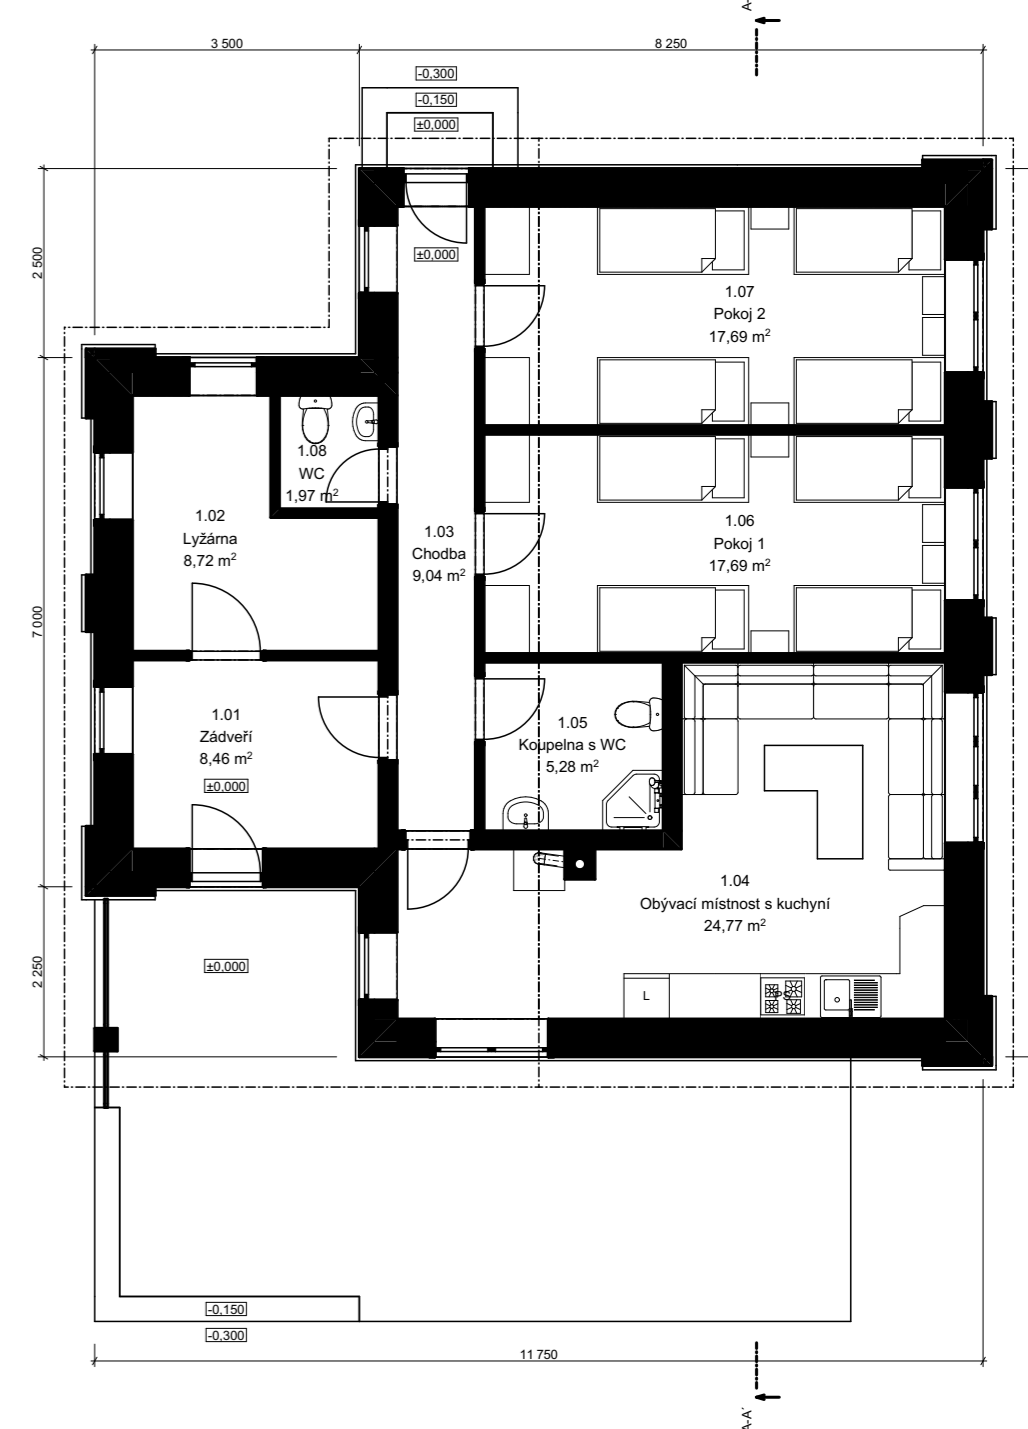 A-
3 500
8 250
-0,300
-0,150
±0,000
±0,000
2 500
1.07
Pokoj 2
17,69 m²
1.08
WC
1,97 m²
1.02
Lyžárna
8,72 m²
1.03
Chodba
9,04 m²
1.06
Pokoj 1
17,69 m²
7 000
1.01
Zádveří
8,46 m²
±0,000
1.05
Koupelna s WC
5,28 m²
1.04
Obývací místnost s kuchyní
24,77 m²
2 250
±0,000
L
-0,150
-0,300
11 750
A-A´